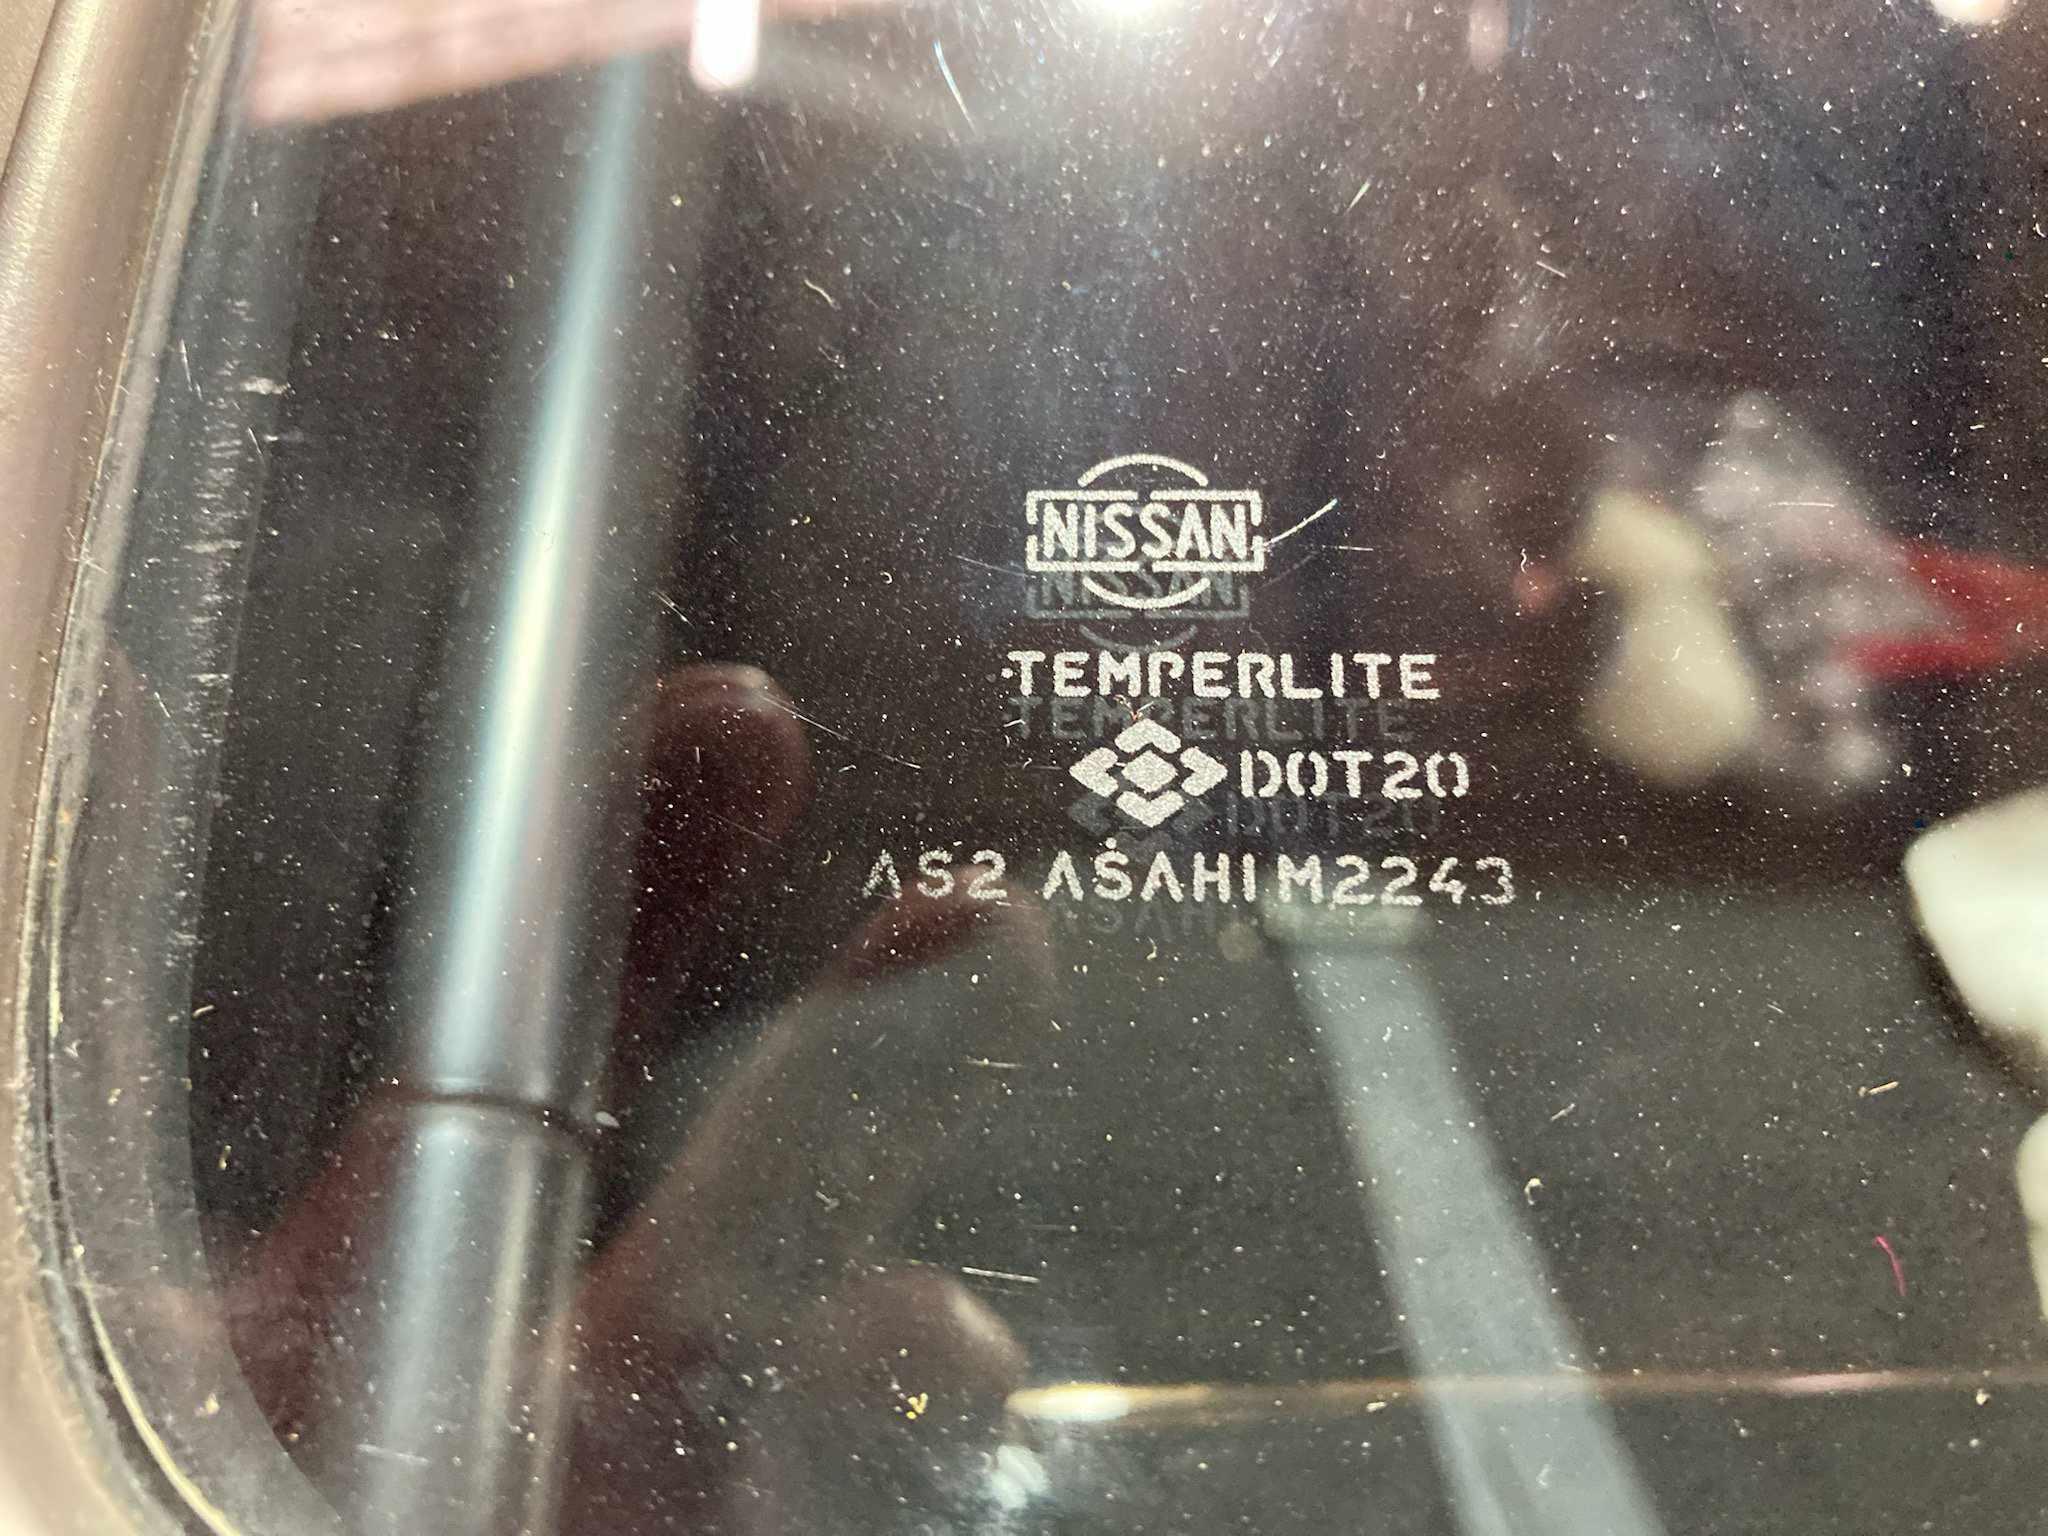 NISSAN
TEMPERLITE
DOT20
AS2 ASAHI M2243